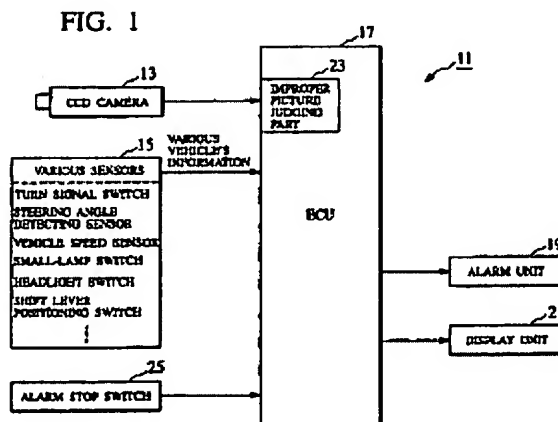 FIG. 1
17
11
13
23
CCD CAMERA
IMPROPER
PICTURE
JUDGING
PART
15
VARIOUS
VEHICLE'S
INFORMATION
VARIOUS SENSORS
TURN SIGNAL SWITCH
STEERING ANGLE
DETECTING SENSOR
VEHICLE SPEED SENSOR
SMALL-LAMP SWITCH
HEADLIGHT SWITCH
SHIFT LEVER
POSITIONING SWITCH
ECU
19
ALARM UNIT
2
DISPLAY UNIT
25
ALARM STOP SWITCH